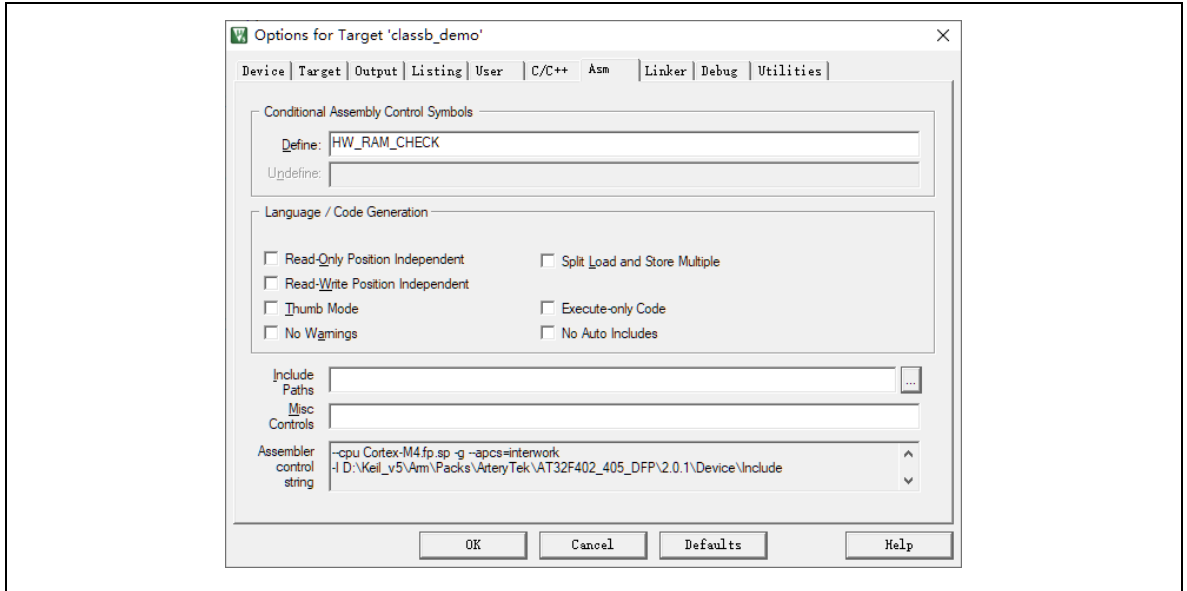 Options for Target 'classb_demo'
Device Target Output Listing User C/C++ Asm Linker Debug Utilities
Conditional Assembly Control Symbols
Define: HW_RAM_CHECK
Undefine:
Language / Code Generation
Read-Only Position Independent
Split Load and Store Multiple
Read-Write Position Independent
Thumb Mode
Execute-only Code
No Warnings
No Auto Includes
Include
Paths
...
Misc
Controls
Assembler
control
string
--cpu Cortex-M4.fp.sp -g --apcs=interwork
-I D:\Keil_v5\Arm\Packs\ArteryTek\AT32F402_405_DFP\2.0.1\Device\Include
OK Cancel Defaults Help